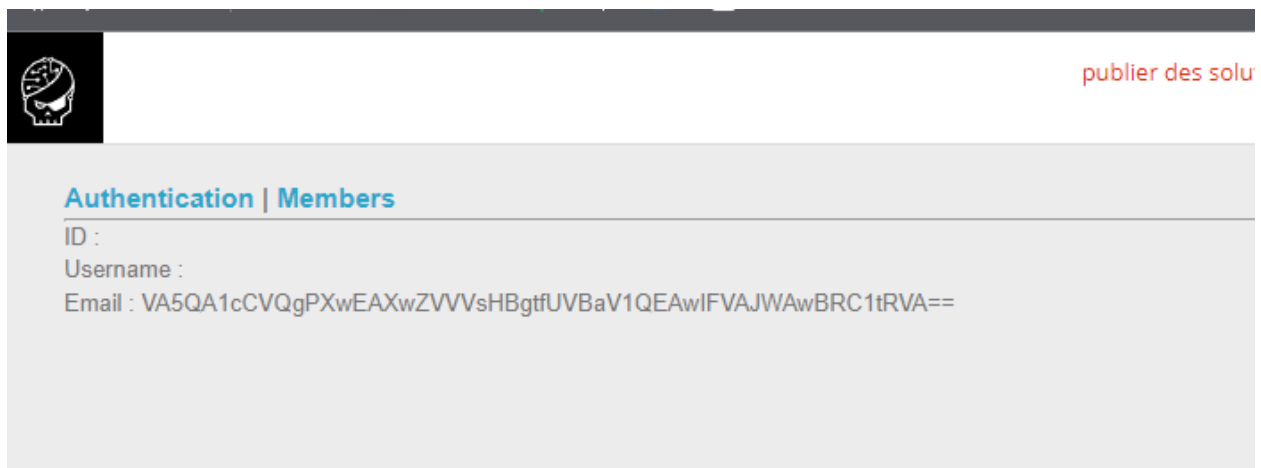 publier des solu
Authentication | Members
ID :
Username :
Email : VA5QA1cCVQgPXwEAXwZVVVsHBgtfUVBaV1QEAwIFVAJWAwBRC1tRVA==